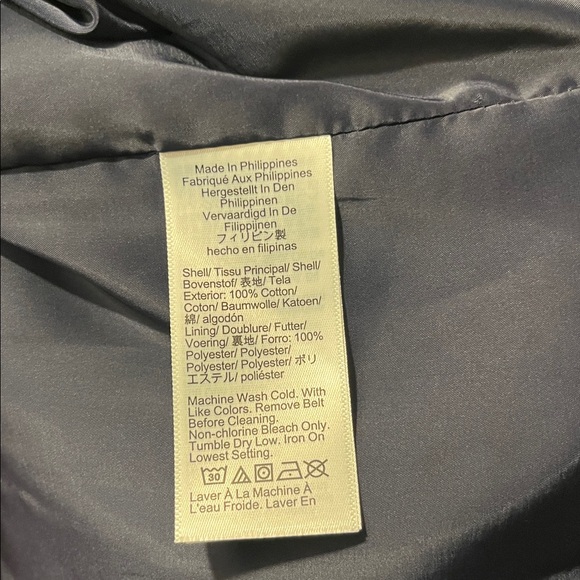 Made In Philippines
Fabriqué Aux Philippines
Hergestellt In Den
Philippinen
Vervaardigd In De
Filippijnen
フィリピン製
hecho en filipinas
Shell/ Tissu Principal/ Shell/
Bovenstof/ 表地/ Tela
Exterior: 100% Cotton/
Coton/ Baumwolle/ Katoen/
綿/ algodón
Lining/ Doublure/ Futter/
Voering/ 裏地/ Forro: 100%
Polyester/ Polyester/
Polyester/ Polyester/ ポリ
エステル/ poliéster
Machine Wash Cold. With
Like Colors. Remove Belt
Before Cleaning.
Non-chlorine Bleach Only.
Tumble Dry Low. Iron On
Lowest Setting.
30
Laver À La Machine À
L'eau Froide. Laver En